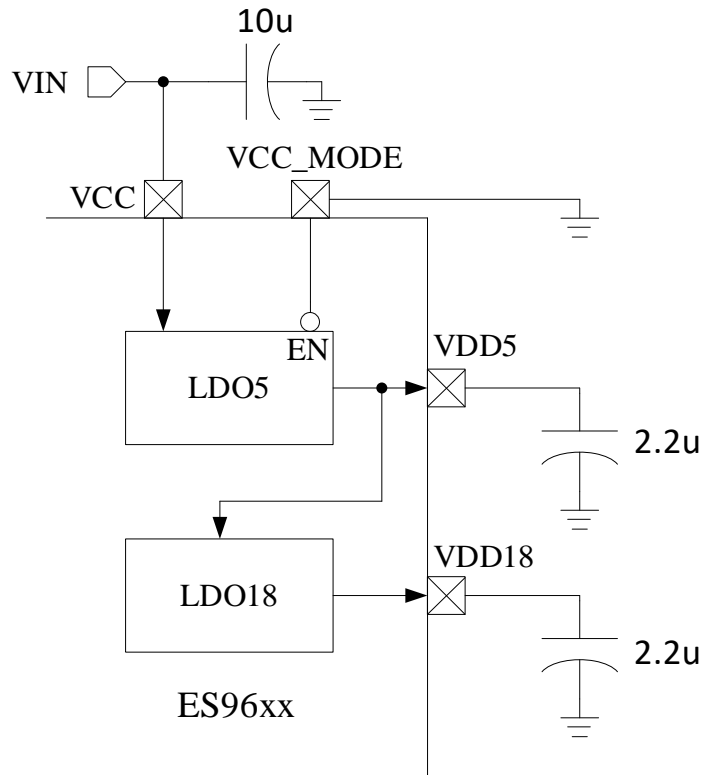 10u
VIN
VCC_MODE
VCC
EN
LDO5
VDD5
2.2u
LDO18
VDD18
2.2u
ES96xx